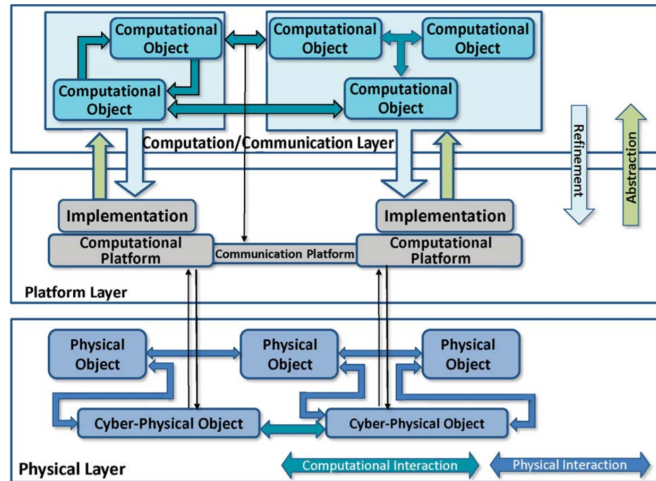 Computational
Object
Computational
Object
Computational
Object
Computational
Object
Computational
Object
Computation/Communication Layer
Refinement
Abstraction
Implementation
Implementation
Computational
Platform
Communication Platform
Computational
Platform
Platform Layer
Physical
Object
Physical
Object
Physical
Object
Cyber-Physical Object
Cyber-Physical Object
Physical Layer
Computational Interaction
Physical Interaction